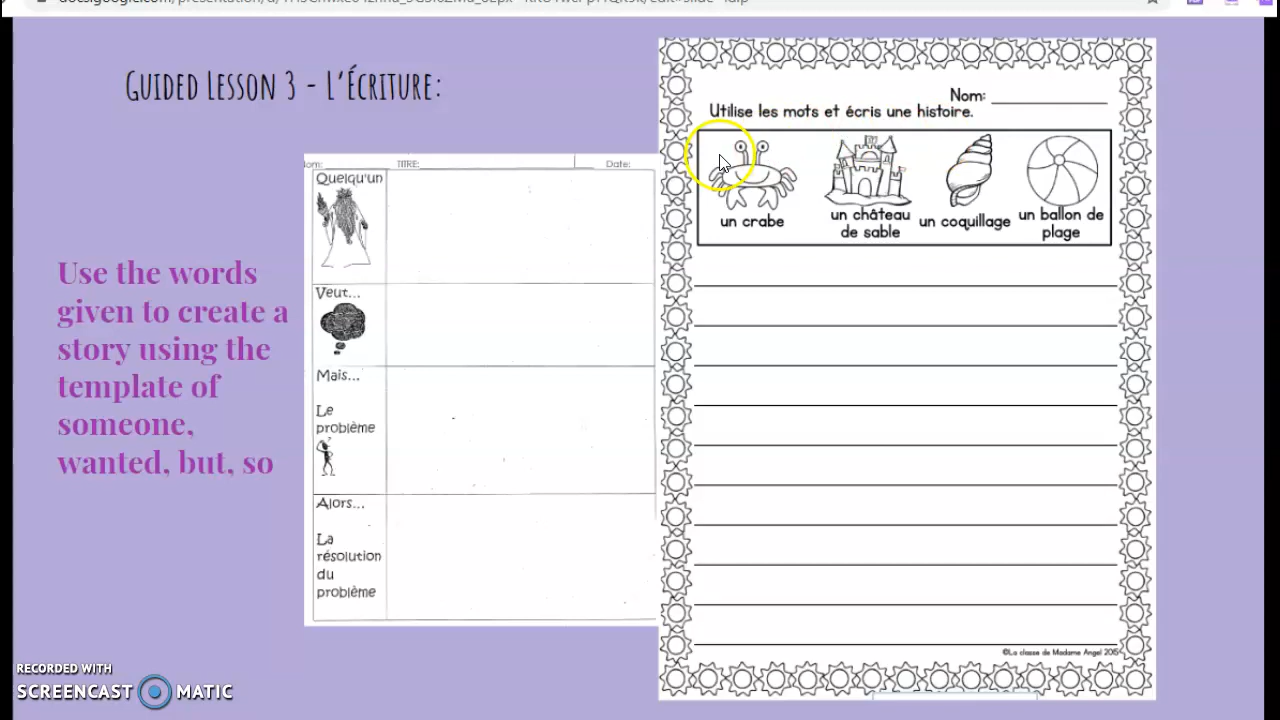 GUIDED LESSON 3 - L'ÉCRITURE:
Use the words
given to create a
story using the
template of
someone,
wanted, but, so
TITRE:
Date:
Quelqu'un
Veut...
Mais...
Le
problème
Alors...
La
résolution
du
problème
Nom:
Utilise les mots et écris une histoire.
un crabe
un château
de sable
un coquillage
un ballon de
plage
©La classe de Madame Angel 2015
RECORDED WITH
SCREENCAST MATIC